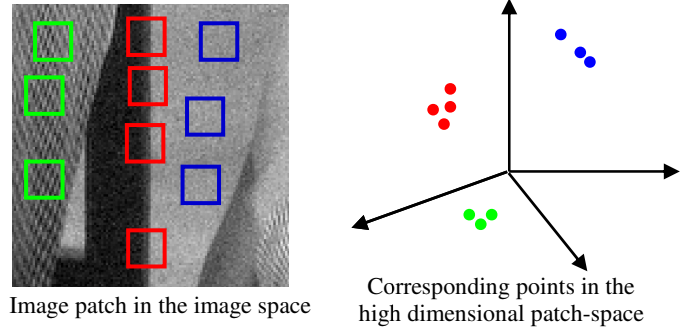 Image patch in the image space
Corresponding points in the
high dimensional patch-space